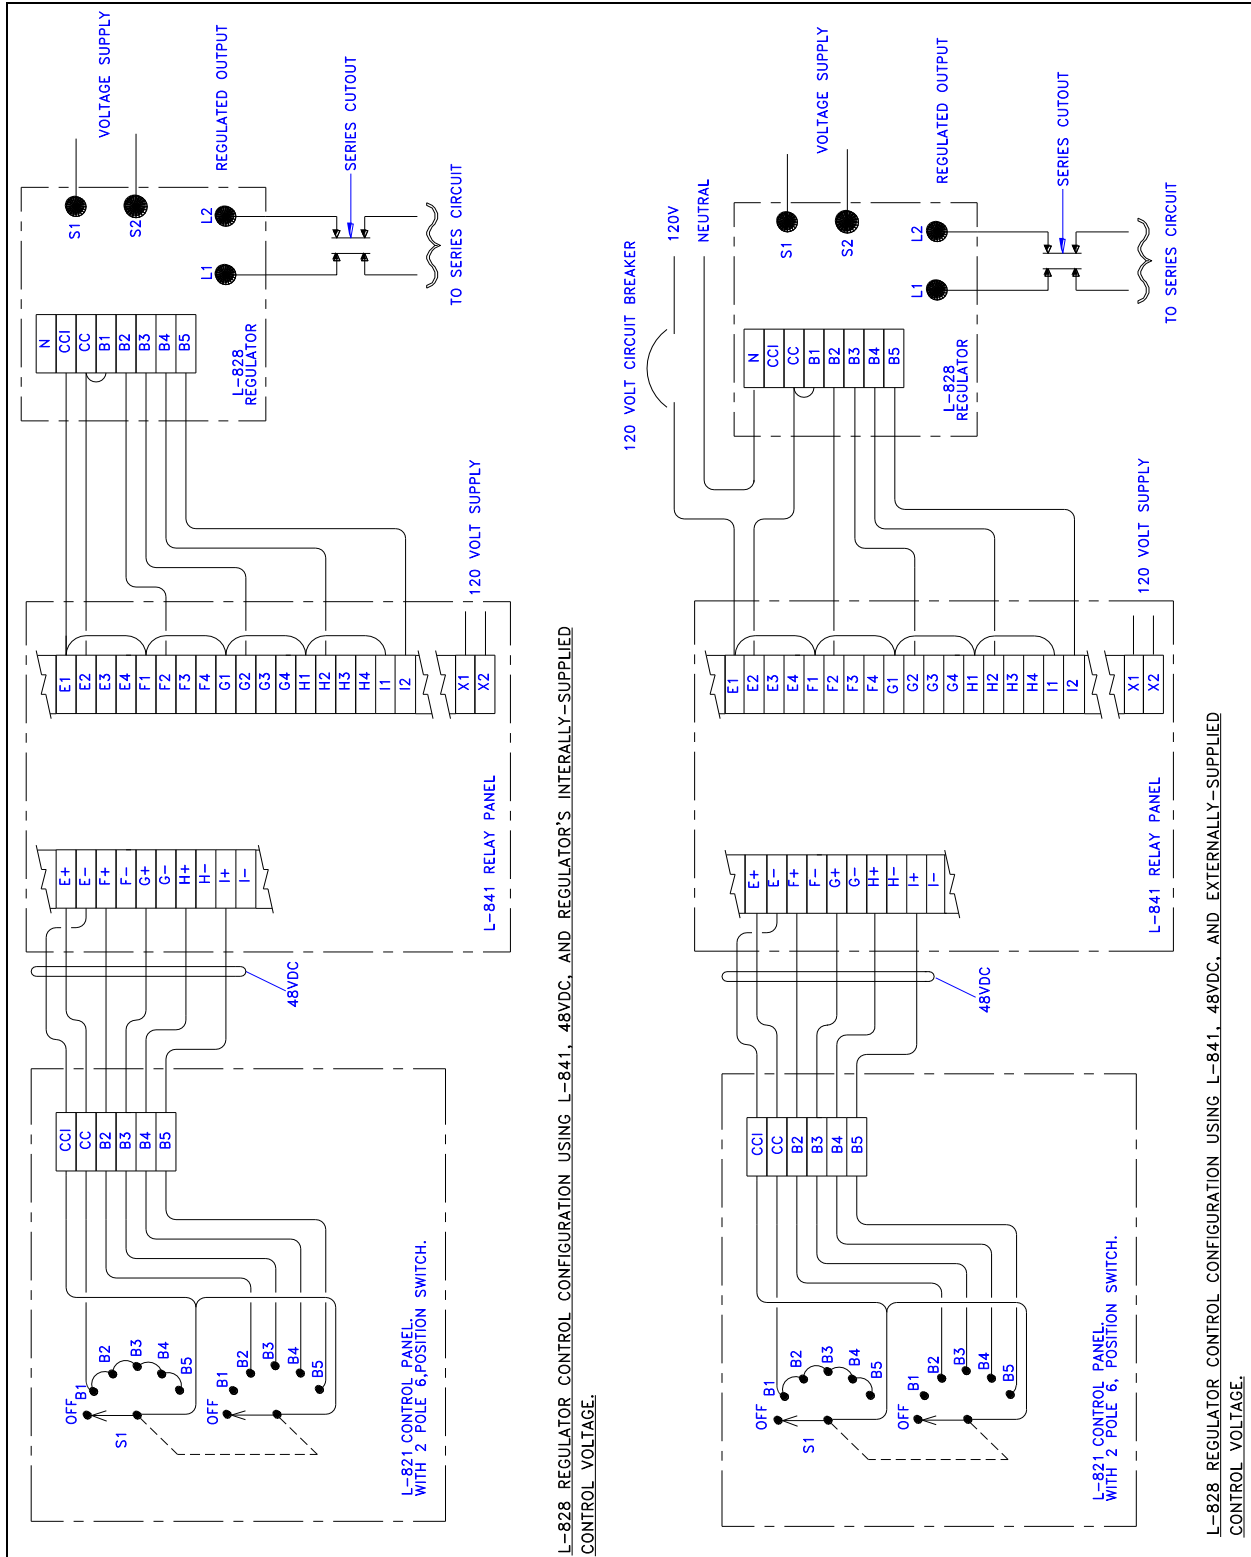 VOLTAGE SUPPLY
S1
S2
REGULATED OUTPUT
L1
L2
SERIES CUTOUT
TO SERIES CIRCUIT
N
CCI
CC
B1
B2
B3
B4
B5
L-828
REGULATOR
120 VOLT SUPPLY
E1
E2
E3
E4
F1
F2
F3
F4
G1
G2
G3
G4
H1
H2
H3
H4
I1
I2
X1
X2
L-841 RELAY PANEL
E+
E-
F+
F-
G+
G-
H+
H-
I+
I-
48VDC
CCI
CC
B2
B3
B4
B5
OFF
B1
B2
B3
B4
B5
S1
OFF
B1
B2
B3
B4
B5
L-821 CONTROL PANEL.
WITH 2 POLE 6,POSITION SWITCH.
L-828 REGULATOR CONTROL CONFIGURATION USING L-841, 48VDC, AND REGULATOR'S INTERALLY-SUPPLIED
CONTROL VOLTAGE.
120 VOLT CIRCUIT BREAKER
120V
NEUTRAL
VOLTAGE SUPPLY
S1
S2
REGULATED OUTPUT
L1
L2
SERIES CUTOUT
TO SERIES CIRCUIT
N
CCI
CC
B1
B2
B3
B4
B5
L-828
REGULATOR
120 VOLT SUPPLY
E1
E2
E3
E4
F1
F2
F3
F4
G1
G2
G3
G4
H1
H2
H3
H4
I1
I2
X1
X2
L-841 RELAY PANEL
E+
E-
F+
F-
G+
G-
H+
H-
I+
I-
48VDC
CCI
CC
B2
B3
B4
B5
OFF
B1
B2
B3
B4
B5
S1
OFF
B1
B2
B3
B4
B5
L-821 CONTROL PANEL.
WITH 2 POLE 6, POSITION SWITCH.
L-828 REGULATOR CONTROL CONFIGURATION USING L-841, 48VDC, AND EXTERNALLY-SUPPLIED
CONTROL VOLTAGE.